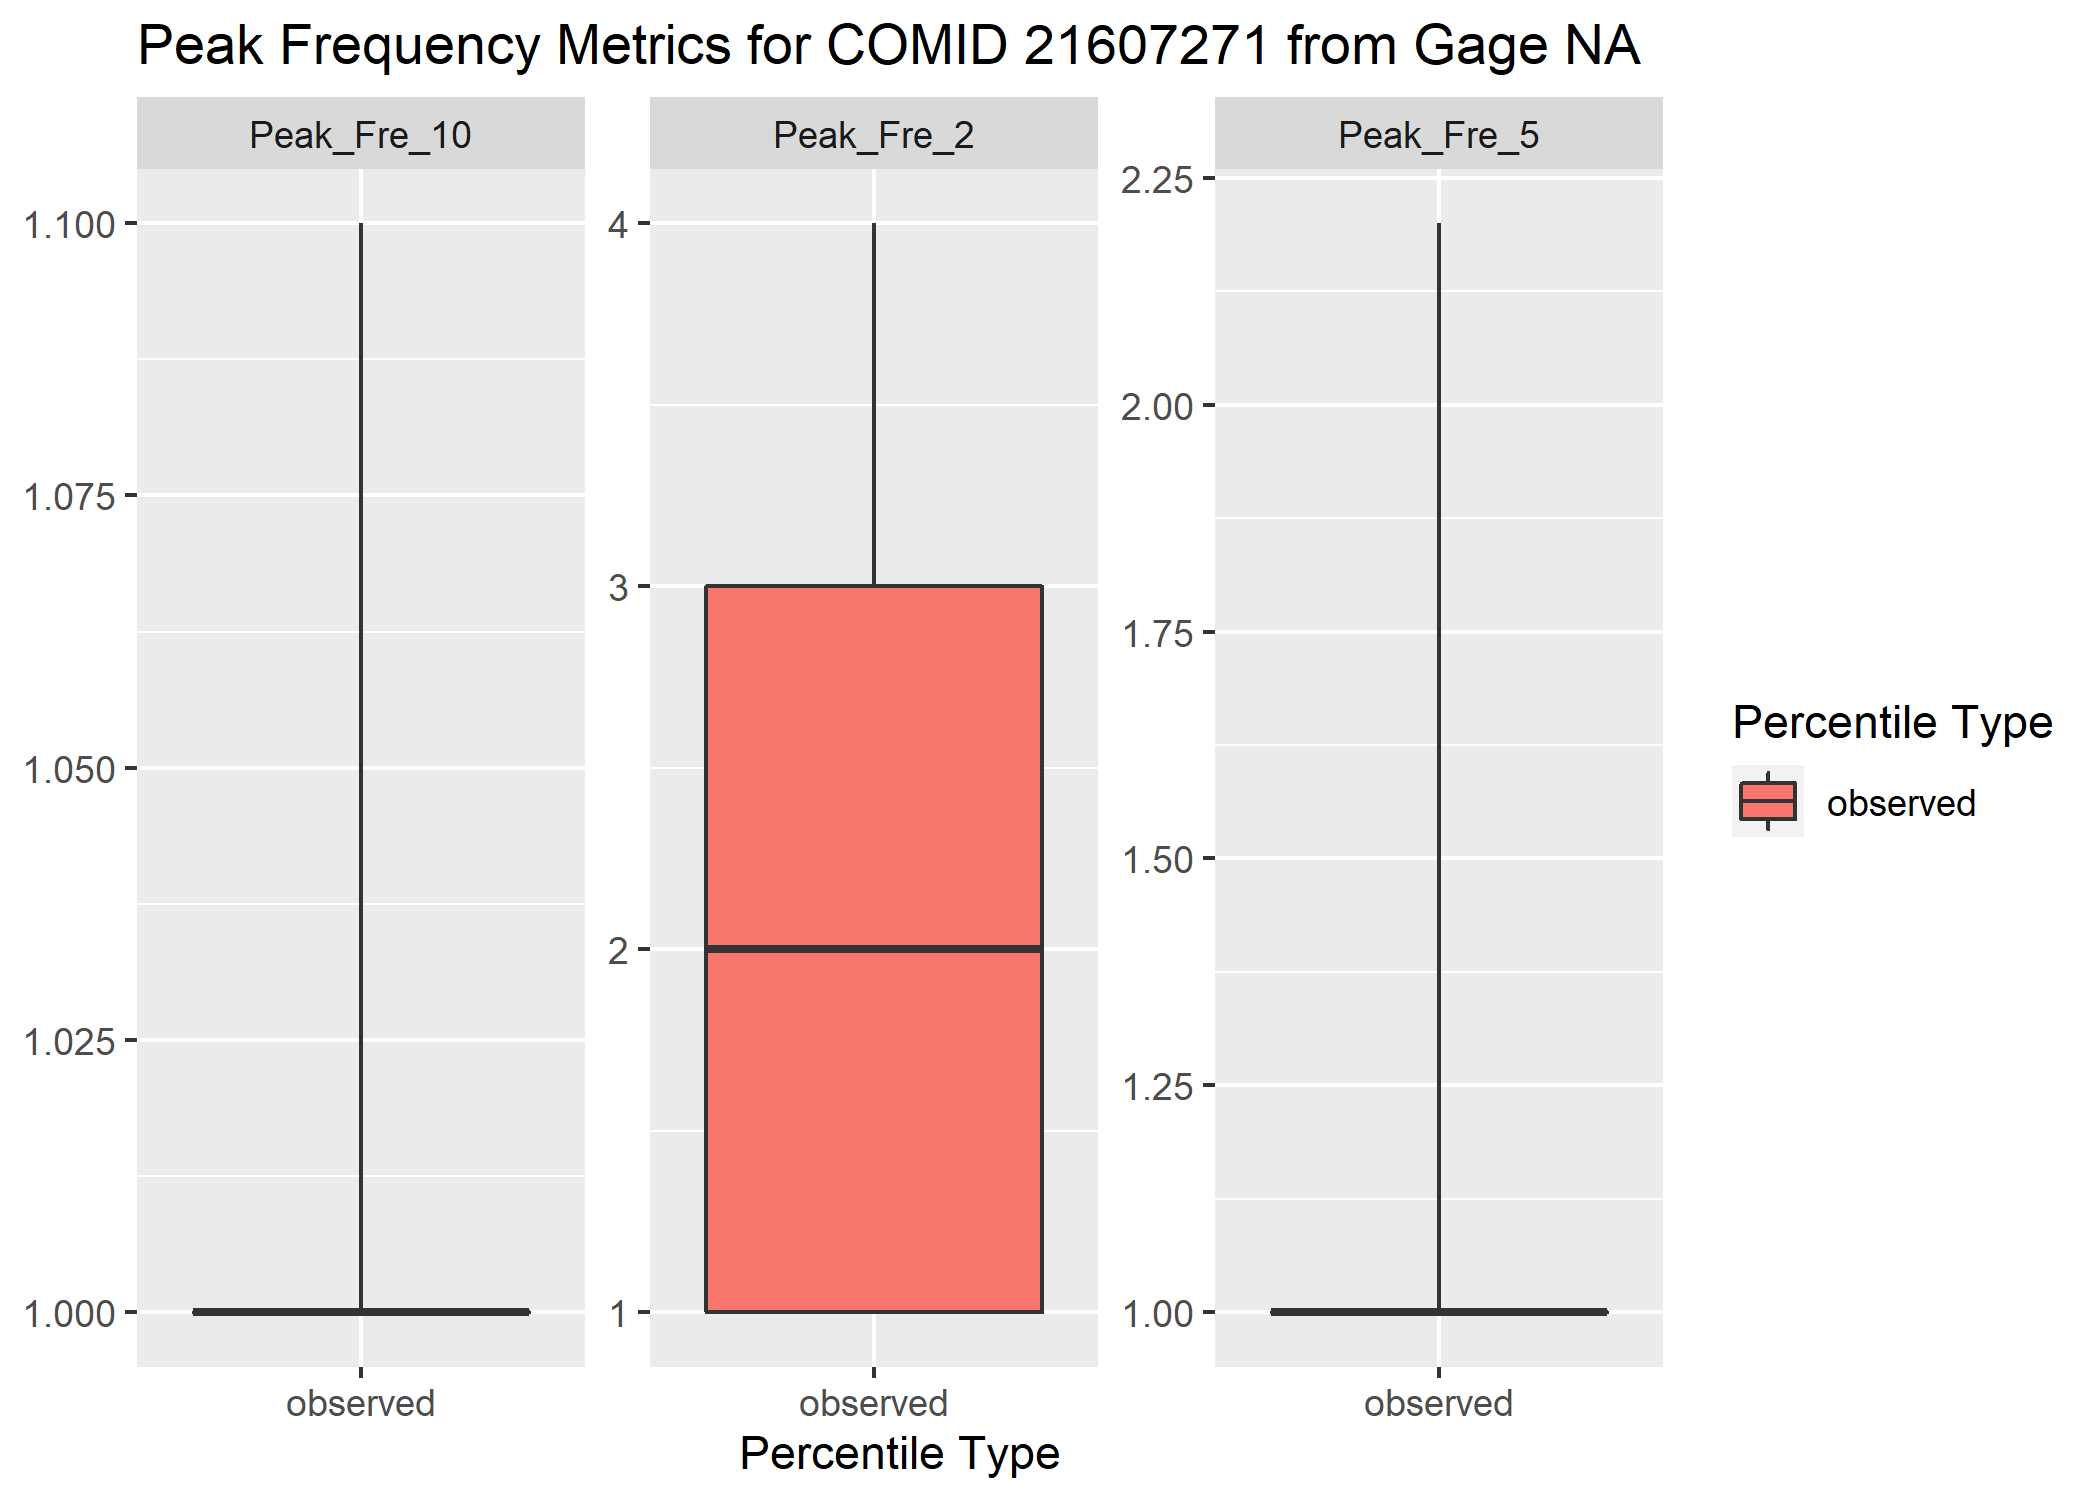 Peak Frequency Metrics for COMID 21607271 from Gage NA
Peak_Fre_10
Peak_Fre_2
Peak_Fre_5
1.100
1.075
1.050
1.025
1.000
4
3
2
1
2.25
2.00
1.75
1.50
1.25
1.00
observed
observed
observed
Percentile Type
Percentile Type
observed